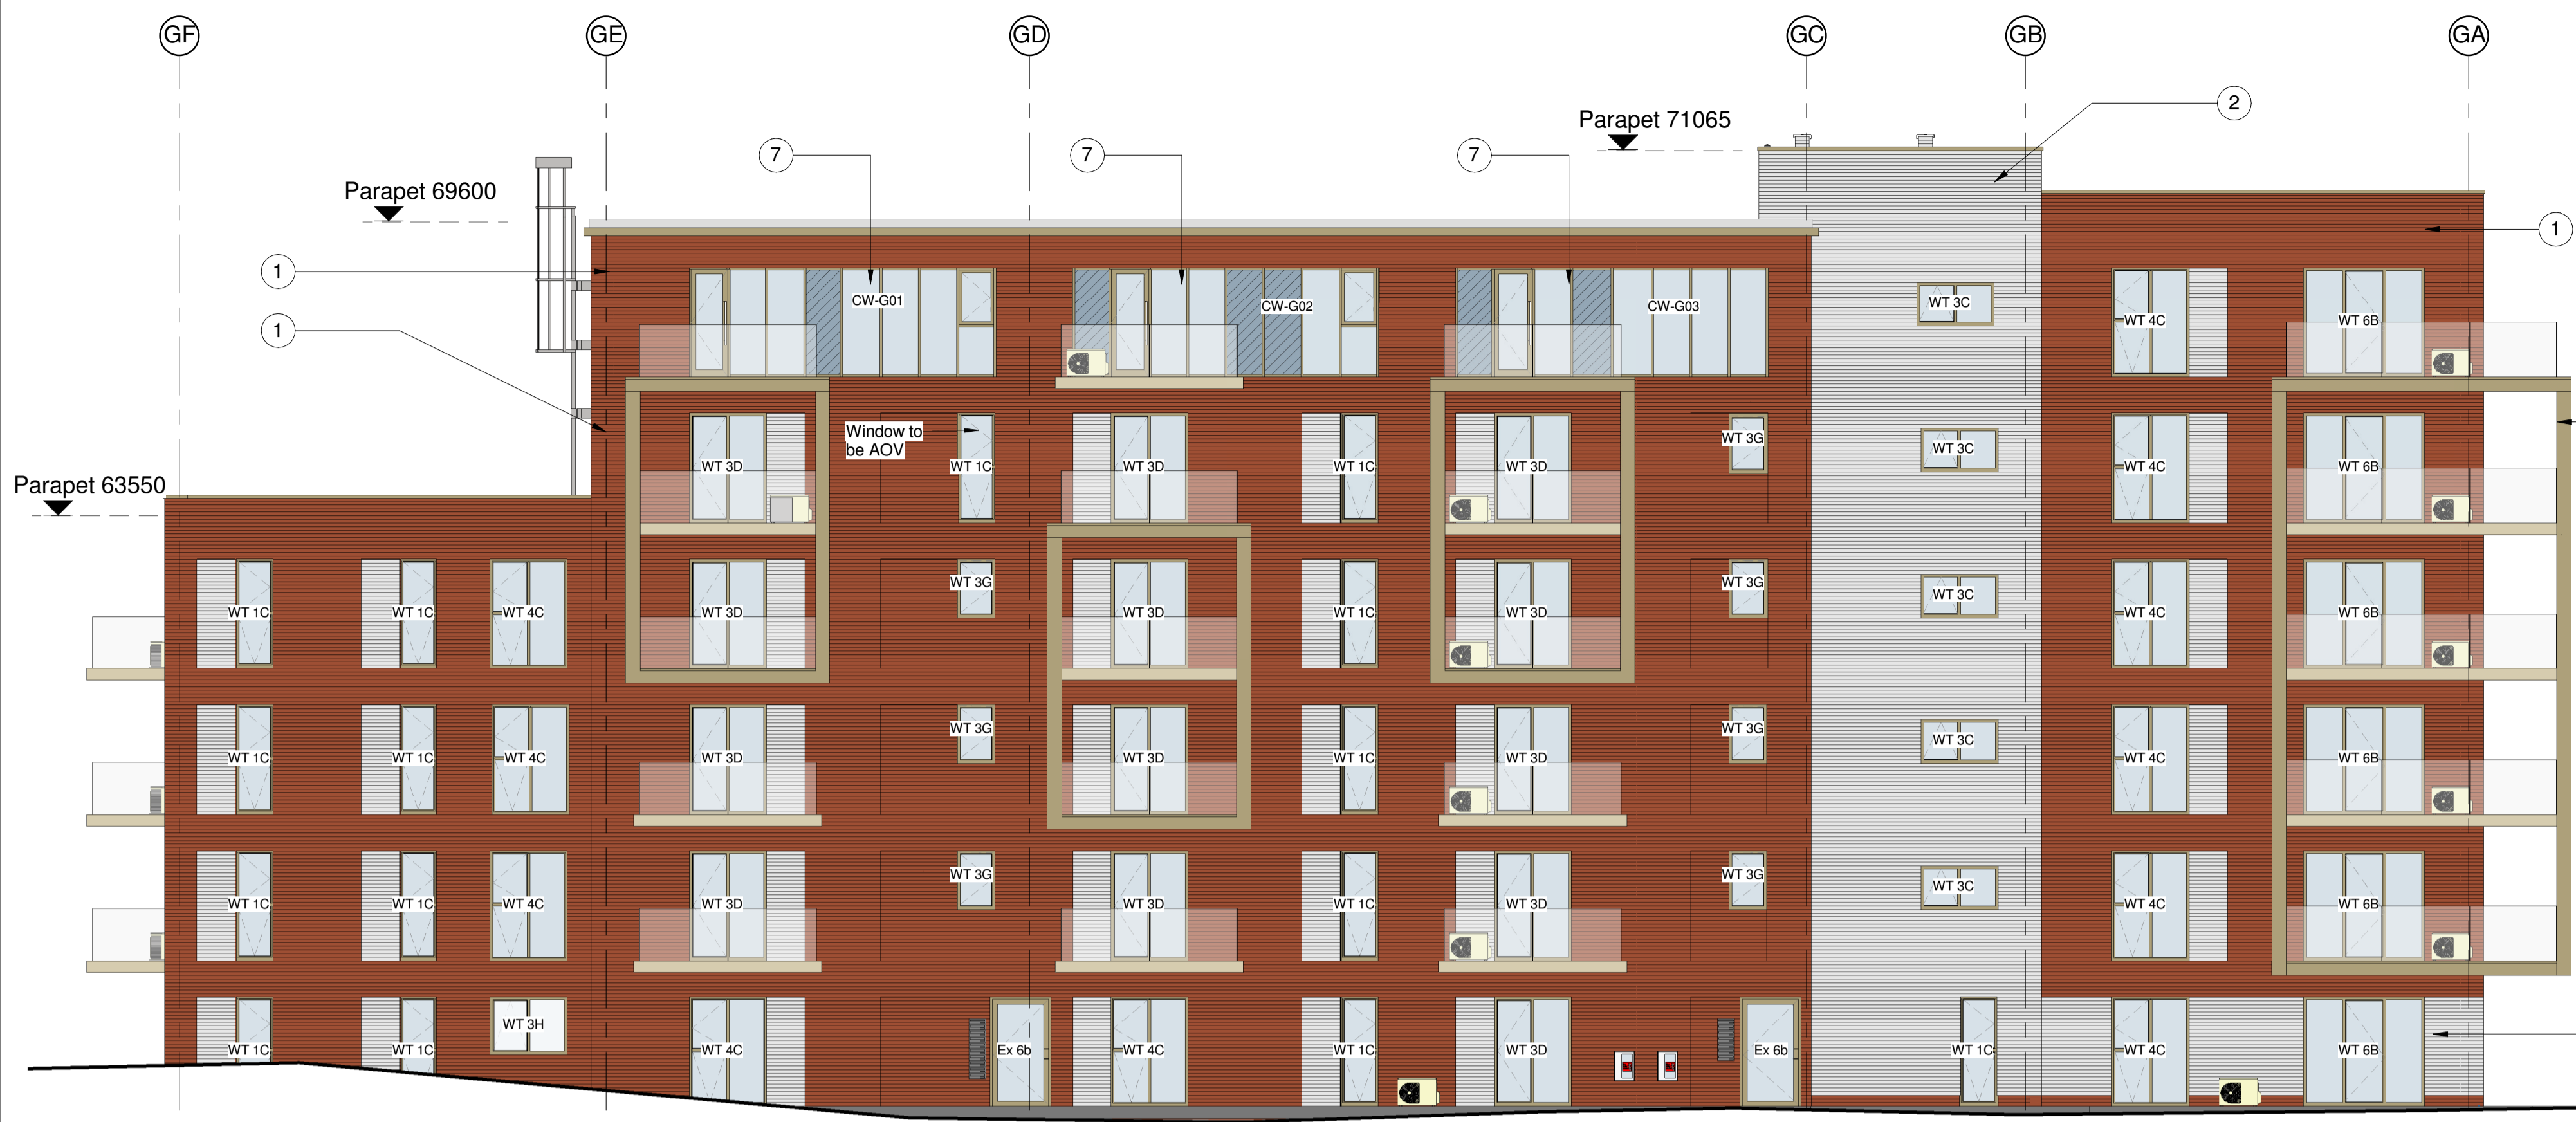 GF GE GD GC GB GA
2
Parapet 71065
7 7 7
Parapet 69600
1
1
CW-G01 CW-G02 CW-G03 WT 3C WT 4C WT 6B
1
Window to
be AOV
WT 3G
WT 3C
WT 3D WT 1C WT 3D WT 1C WT 3D WT 4C WT 6B
Parapet 63550
WT 3G WT 3G WT 3C
WT 1C WT 1C WT 4C WT 3D WT 3D WT 1C WT 3D WT 4C WT 6B
WT 3G WT 3G WT 3C
WT 1C WT 1C WT 4C WT 3D WT 3D WT 1C WT 3D WT 4C WT 6B
WT 3G WT 3G WT 3C
WT 1C WT 1C WT 4C WT 3D WT 3D WT 1C WT 3D WT 4C WT 6B
WT 3H
WT 1C WT 1C WT 4C Ex 6b WT 4C WT 1C WT 3D Ex 6b WT 1C WT 4C WT 6B